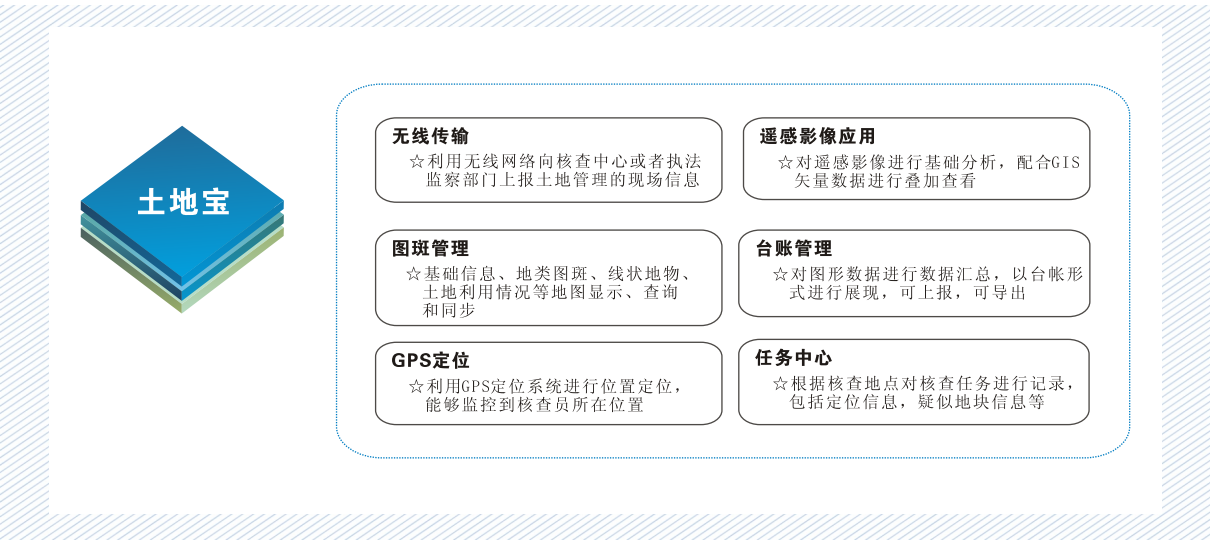 土地宝
无线传输
☆利用无线网络向核查中心或者执法
监察部门上报土地管理的现场信息
遥感影像应用
☆对遥感影像进行基础分析，配合GIS
矢量数据进行叠加查看
图斑管理
☆基础信息、地类图斑、线状地物、
土地利用情况等地图显示、查询
和同步
台账管理
☆对图形数据进行数据汇总，以台帐形
式进行展现，可上报，可导出
GPS定位
☆利用GPS定位系统进行位置定位，
能够监控到核查员所在位置
任务中心
☆根据核查地点对核查任务进行记录，
包括定位信息，疑似地块信息等